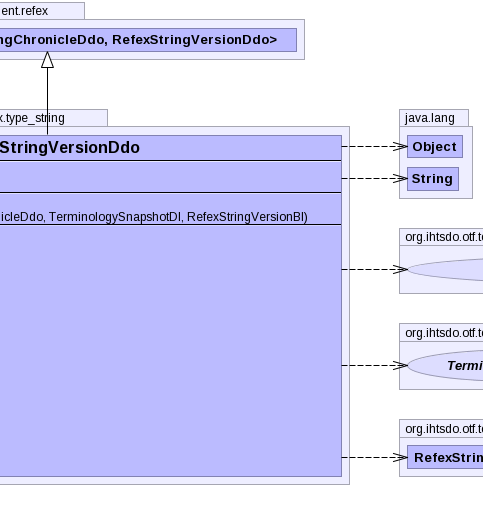 ent.refex
ngChronicleDdo, RefexStringVersionDdo>
x.type_string
java.lang
StringVersionDdo
Object
String
nicleDdo, TerminologySnapshotDI, RefexStringVersionBI)
org.ihtsdo.otf.t
org.ihtsdo.otf.t
Termi
org.ihtsdo.otf.t
RefexStrin